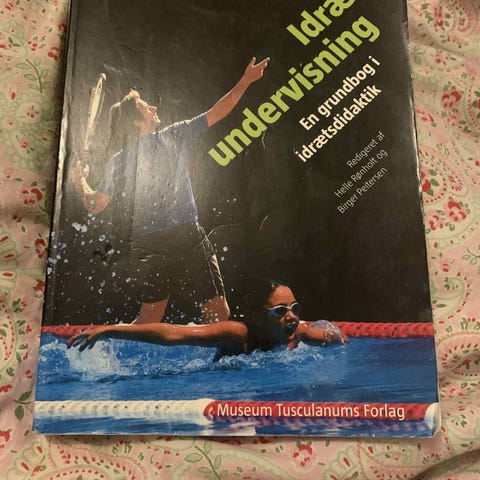 Idræ
undervisning
En grundbog i
idrætsdidaktik
Redigeret af
Helle Rønholt og
Birger Peitersen
Museum Tusculanums Forlag